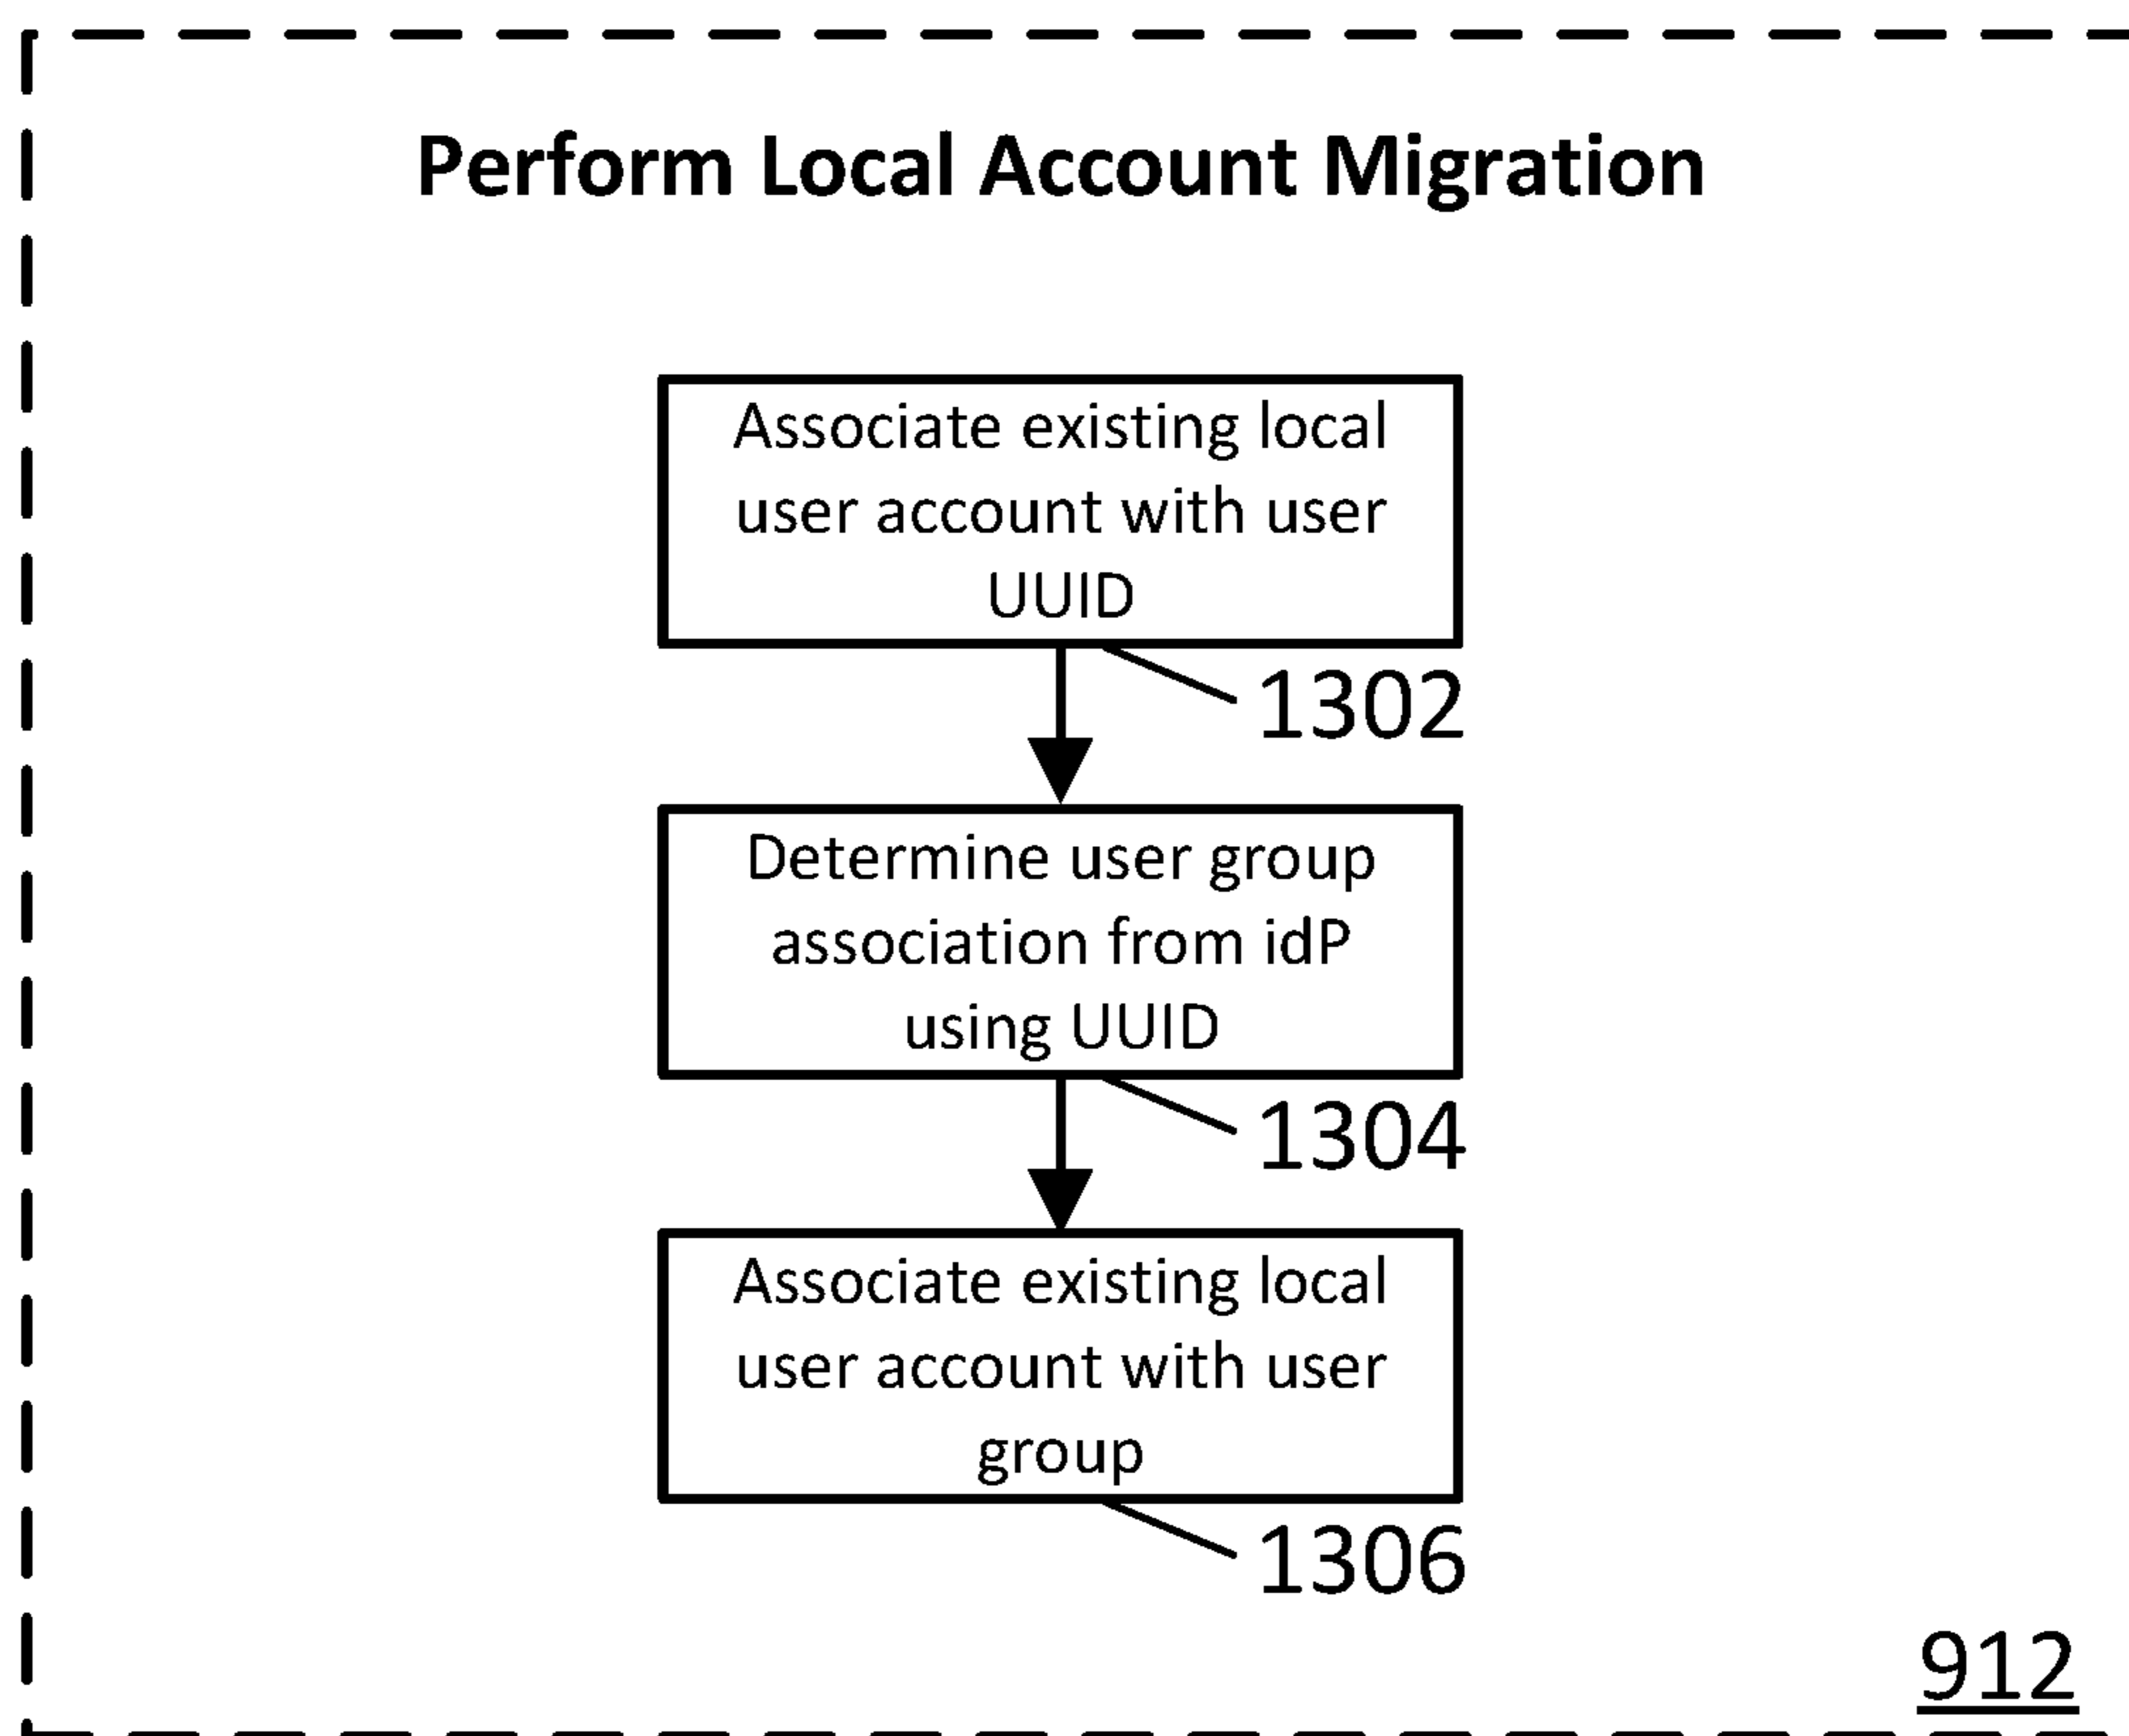 Perform Local Account Migration
Associate existing local
user account with user
UUID
1302
Determine user group
association from idP
using UUID
1304
Associate existing local
user account with user
group
1306
912